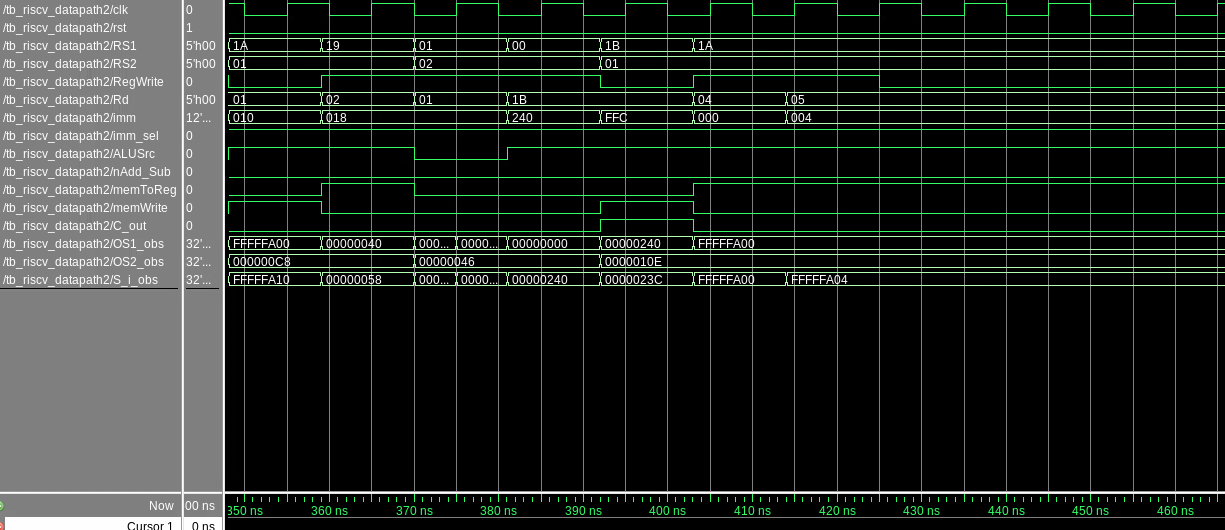 /tb_riscv_datapath2/clk 0
/tb_riscv_datapath2/rst 1
/tb_riscv_datapath2/RS1 5'h00 1A 19 01 00 1B 1A
/tb_riscv_datapath2/RS2 5'h00 01 02 01
/tb_riscv_datapath2/RegWrite 0
/tb_riscv_datapath2/Rd 5'h00 01 02 01 1B 04 05
/tb_riscv_datapath2/imm 12'... 010 018 240 FFC 000 004
/tb_riscv_datapath2/imm_sel 0
/tb_riscv_datapath2/ALUSrc 0
/tb_riscv_datapath2/nAdd_Sub 0
/tb_riscv_datapath2/memToReg 0
/tb_riscv_datapath2/memWrite 0
/tb_riscv_datapath2/C_out 0
/tb_riscv_datapath2/OS1_obs 32'... FFFFFA00 00000040 000... 0000... 00000000 00000240 FFFFFA00
/tb_riscv_datapath2/OS2_obs 32'... 000000C8 00000046 0000010E
/tb_riscv_datapath2/S_i_obs 32'... FFFFFA10 00000058 000... 0000... 00000240 0000023C FFFFFA00 FFFFFA04
Now 00 ns 350 ns 360 ns 370 ns 380 ns 390 ns 400 ns 410 ns 420 ns 430 ns 440 ns 450 ns 460 ns
Cursor 1 0 ns